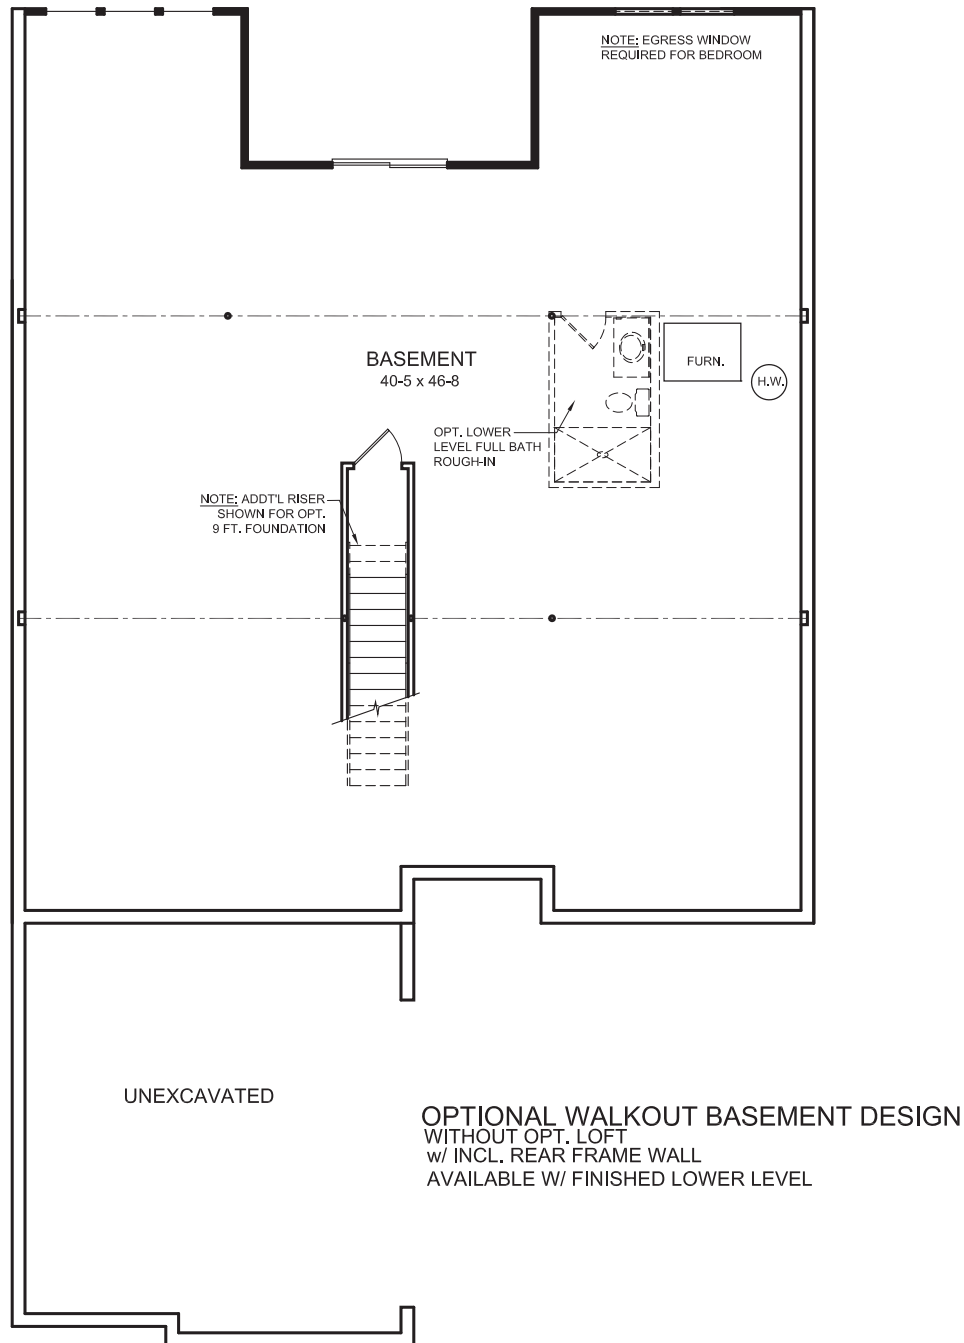 NOTE: EGRESS WINDOW
REQUIRED FOR BEDROOM
BASEMENT
40-5 x 46-8
FURN.
H.W.
OPT. LOWER
LEVEL FULL BATH
ROUGH-IN
NOTE: ADDT'L RISER
SHOWN FOR OPT.
9 FT. FOUNDATION
UNEXCAVATED
OPTIONAL WALKOUT BASEMENT DESIGN
WITHOUT OPT. LOFT
w/ INCL. REAR FRAME WALL
AVAILABLE W/ FINISHED LOWER LEVEL